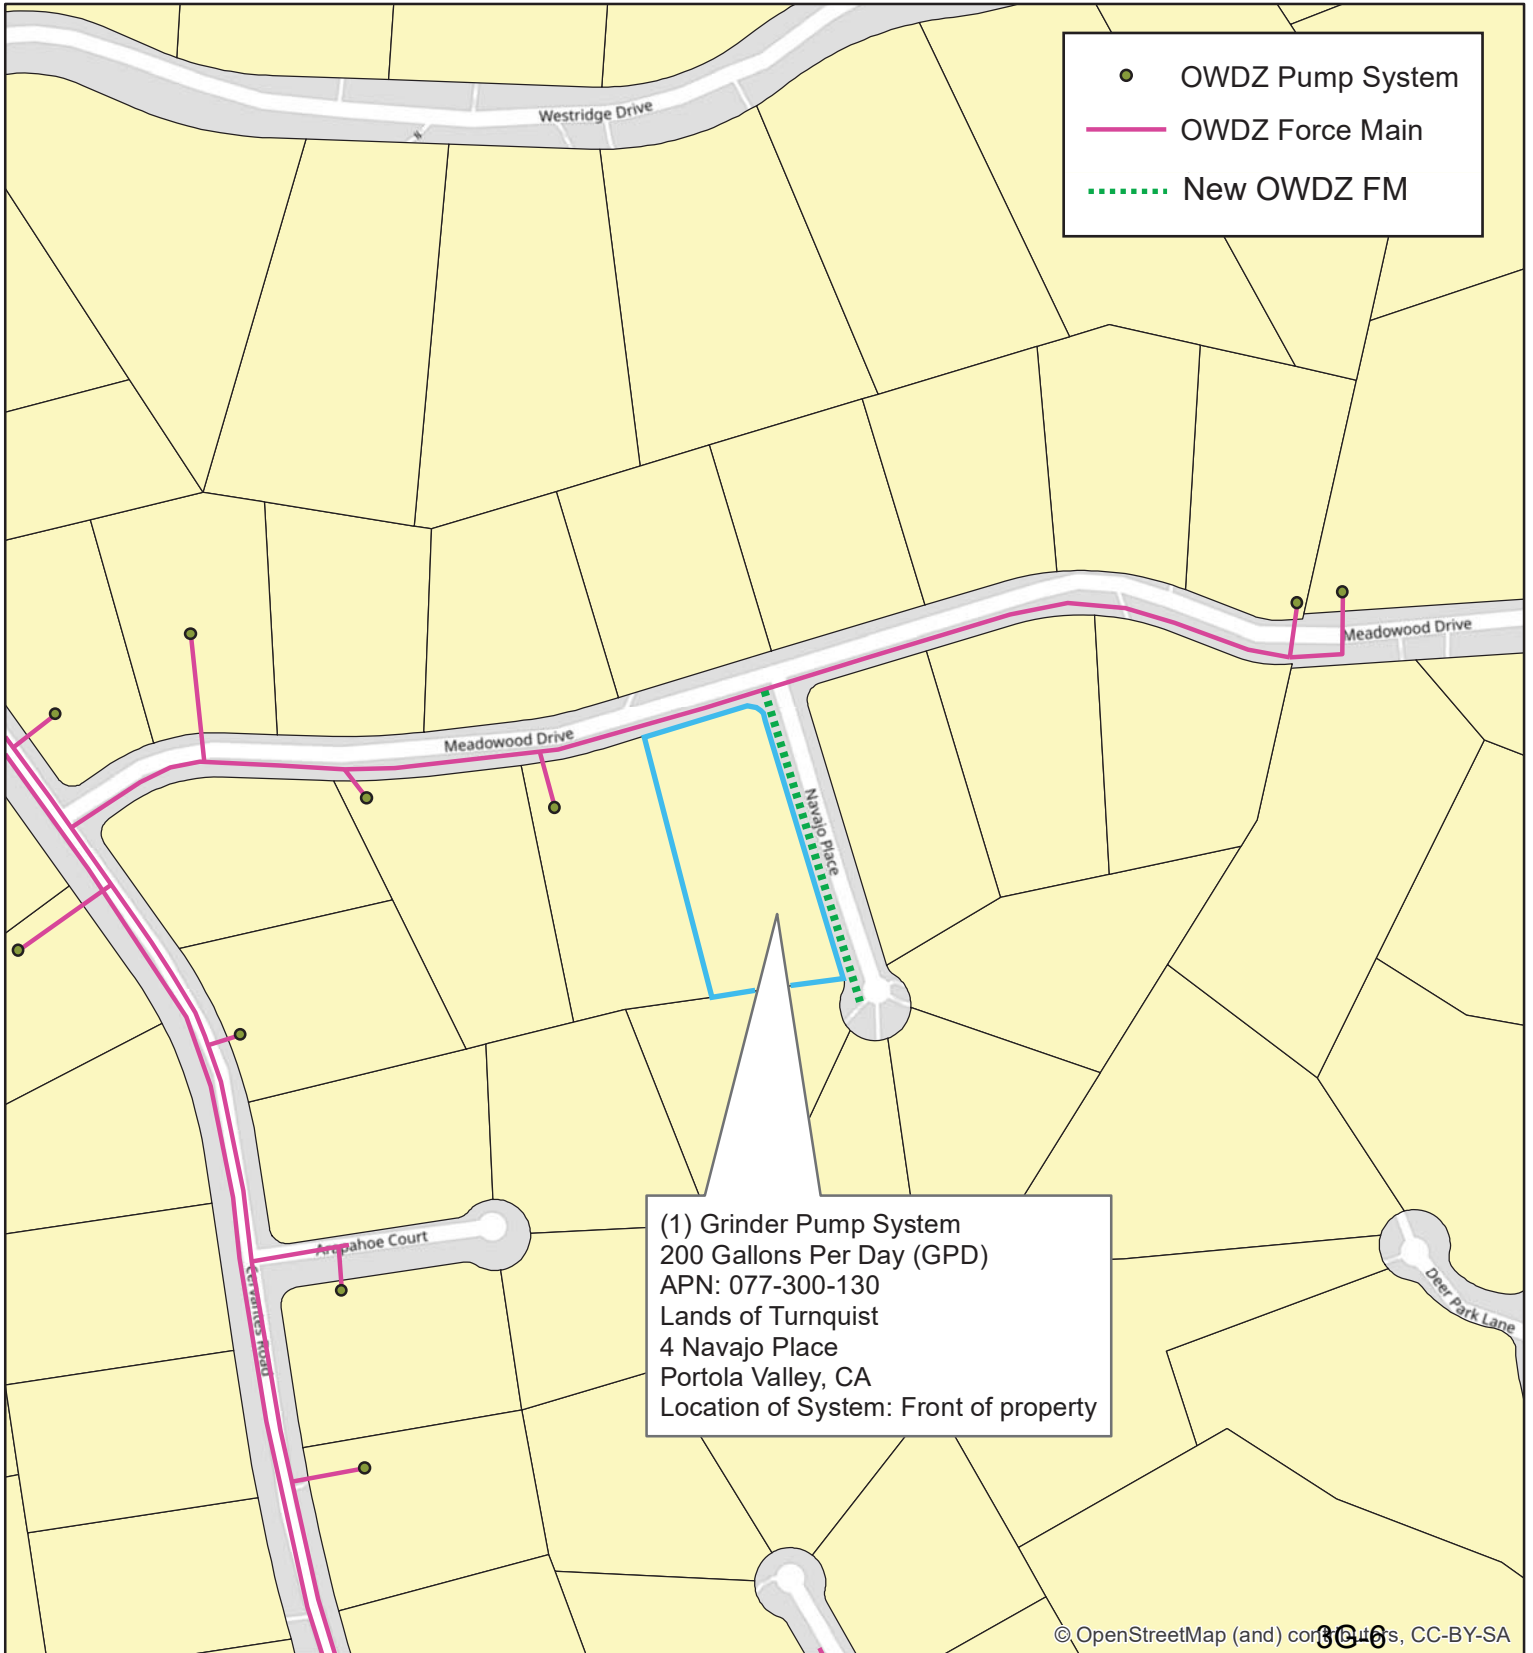 OWDZ Pump System
OWDZ Force Main
New OWDZ FM
Westridge Drive
Meadowood Drive
Meadowood Drive
Navajo Place
(1) Grinder Pump System
200 Gallons Per Day (GPD)
APN: 077-300-130
Lands of Turnquist
4 Navajo Place
Portola Valley, CA
Location of System: Front of property
Arapahoe Court
Cervantes Road
Deer Park Lane
© OpenStreetMap (and) contributors, CC-BY-SA
3G-6